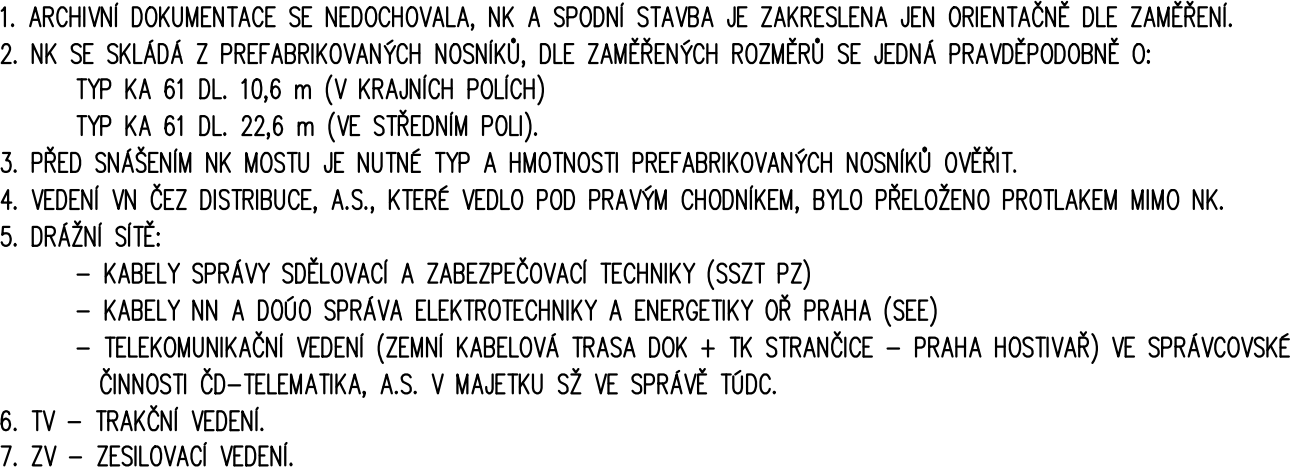 1. ARCHIVNÍ DOKUMENTACE SE NEDOCHOVALA, NK A SPODNÍ STAVBA JE ZAKRESLENA JEN ORIENTAČNĚ DLE ZAMĚŘENÍ.
2. NK SE SKLÁDÁ Z PREFABRIKOVANÝCH NOSNÍKŮ, DLE ZAMĚŘENÝCH ROZMĚRŮ SE JEDNÁ PRAVDĚPODOBNĚ O:
TYP KA 61 DL. 10,6 m (V KRAJNÍCH POLÍCH)
TYP KA 61 DL. 22,6 m (VE STŘEDNÍM POLI).
3. PŘED SNÁŠENÍM NK MOSTU JE NUTNÉ TYP A HMOTNOSTI PREFABRIKOVANÝCH NOSNÍKŮ OVĚŘIT.
4. VEDENÍ VN ČEZ DISTRIBUCE, A.S., KTERÉ VEDLO POD PRAVÝM CHODNÍKEM, BYLO PŘELOŽENO PROTLAKEM MIMO NK.
5. DRÁŽNÍ SÍTĚ:
- KABELY SPRÁVY SDĚLOVACÍ A ZABEZPEČOVACÍ TECHNIKY (SSZT PZ)
- KABELY NN A DOÚO SPRÁVA ELEKTROTECHNIKY A ENERGETIKY OŘ PRAHA (SEE)
- TELEKOMUNIKAČNÍ VEDENÍ (ZEMNÍ KABELOVÁ TRASA DOK + TK STRANČICE - PRAHA HOSTIVAŘ) VE SPRÁVCOVSKÉ
ČINNOSTI ČD-TELEMATIKA, A.S. V MAJETKU SŽ VE SPRÁVĚ TÚDC.
6. TV - TRAKČNÍ VEDENÍ.
7. ZV - ZESILOVACÍ VEDENÍ.